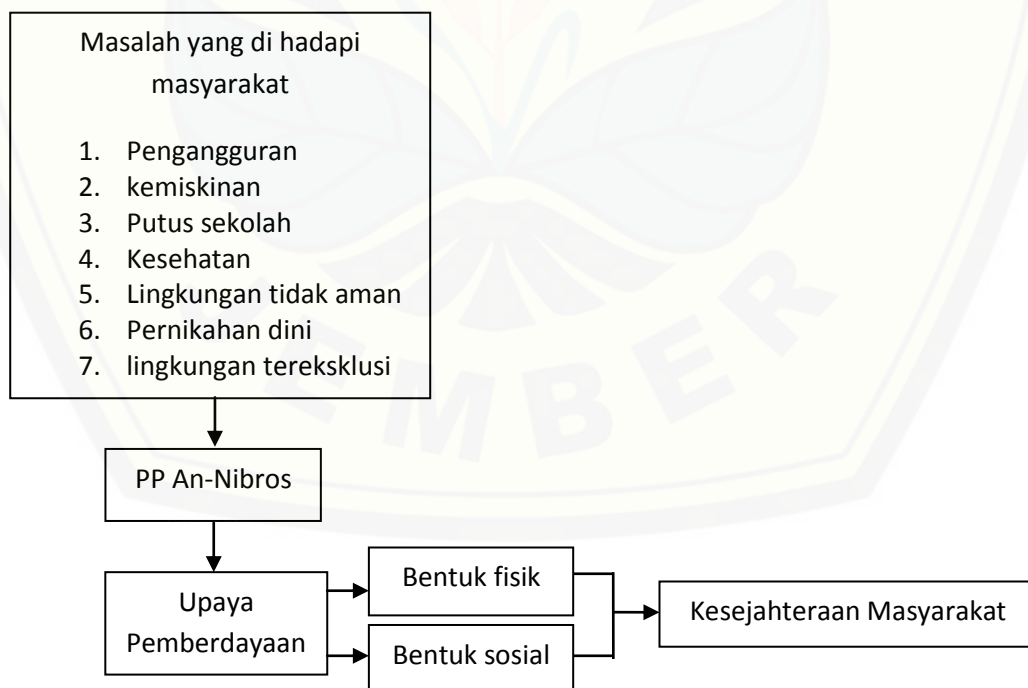 Masalah yang di hadapi
masyarakat
1. Pengangguran
2. kemiskinan
3. Putus sekolah
4. Kesehatan
5. Lingkungan tidak aman
6. Pernikahan dini
7. lingkungan tereksklusi
PP An-Nibros
Upaya
Pemberdayaan
Bentuk fisik
Bentuk sosial
Kesejahteraan Masyarakat
JEMBER